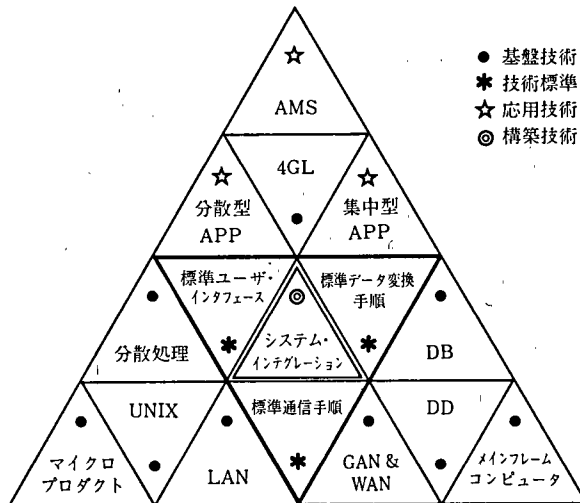 ● 基盤技術
✱ 技術標準
☆ 応用技術
◎ 構築技術
☆
AMS
4GL
●
☆
分散型
APP
☆
集中型
APP
標準ユーザ・
インタフェース
✱
標準データ変換
手順
✱
◎
システム・
インテグレーション
●
分散処理
●
DB
UNIX
●
標準通信手順
✱
DD
●
●
マイクロ
プロダクト
●
LAN
●
GAN &
WAN
●
メインフレーム
コンピュータ